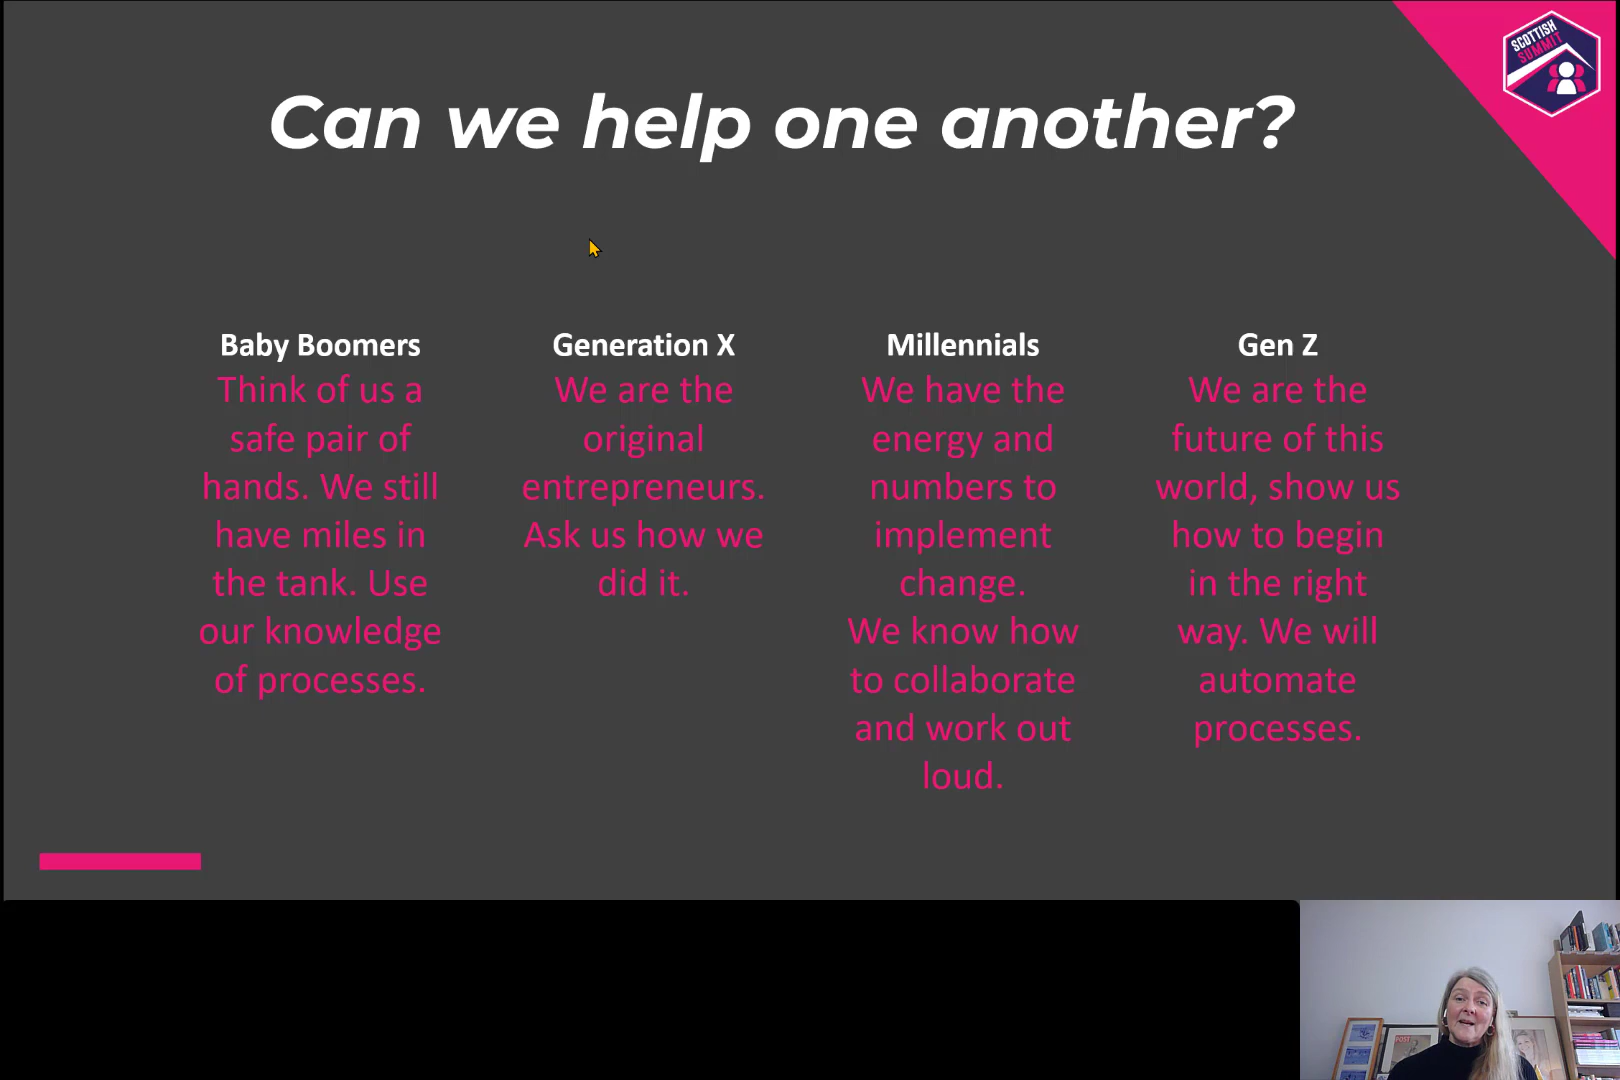 SCOTTISH
SUMMIT
Can we help one another?
Baby Boomers
Think of us a
safe pair of
hands. We still
have miles in
the tank. Use
our knowledge
of processes.
Generation X
We are the
original
entrepreneurs.
Ask us how we
did it.
Millennials
We have the
energy and
numbers to
implement
change.
We know how
to collaborate
and work out
loud.
Gen Z
We are the
future of this
world, show us
how to begin
in the right
way. We will
automate
processes.
POST